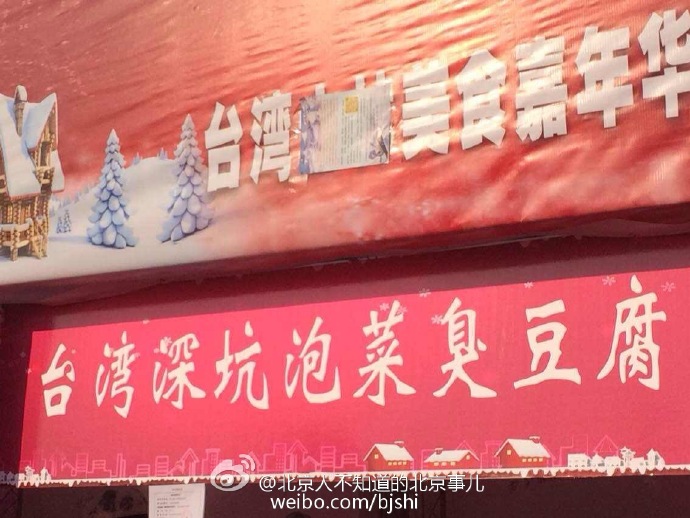 台湾美食嘉年华
台湾深坑泡菜臭豆腐
@北京人不知道的北京事儿
weibo.com/bjshi